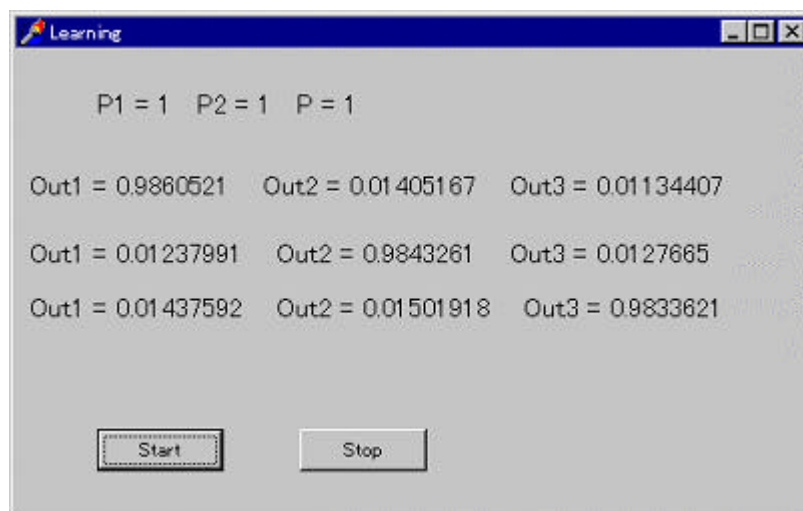 Learning
P1 = 1 P2 = 1 P = 1
Out1 = 0.9860521 Out2 = 0.01405167 Out3 = 0.01134407
Out1 = 0.01237991 Out2 = 0.9843261 Out3 = 0.0127665
Out1 = 0.01437592 Out2 = 0.01501918 Out3 = 0.9833621
Start Stop